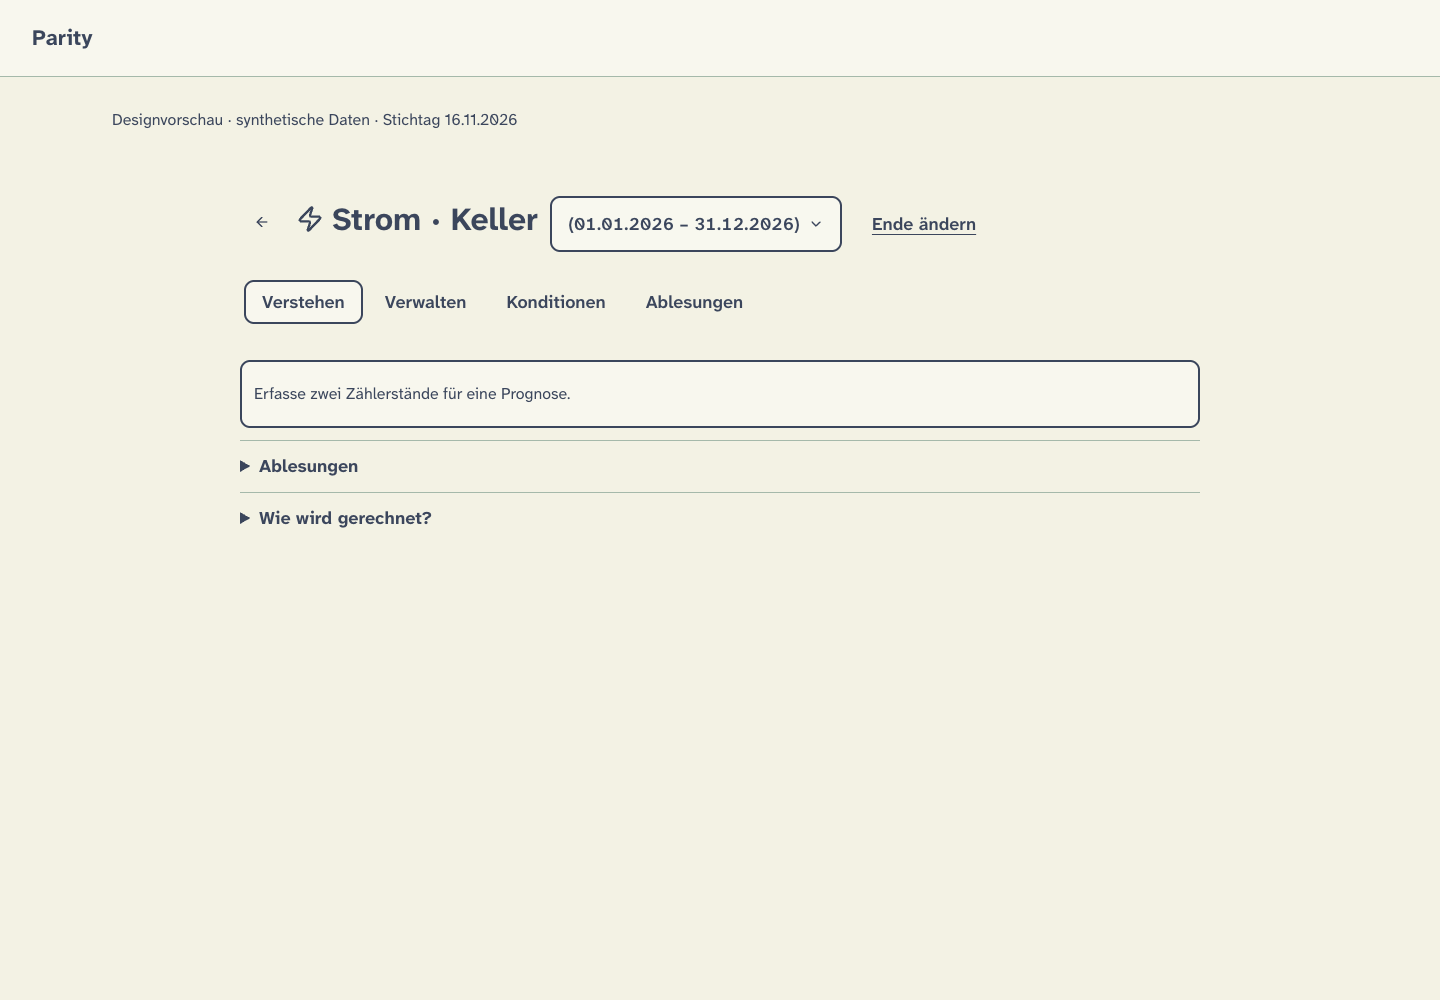 Parity
Designvorschau · synthetische Daten · Stichtag 16.11.2026
Strom · Keller (01.01.2026 – 31.12.2026) Ende ändern
Verstehen Verwalten Konditionen Ablesungen
Erfasse zwei Zählerstände für eine Prognose.
Ablesungen
Wie wird gerechnet?